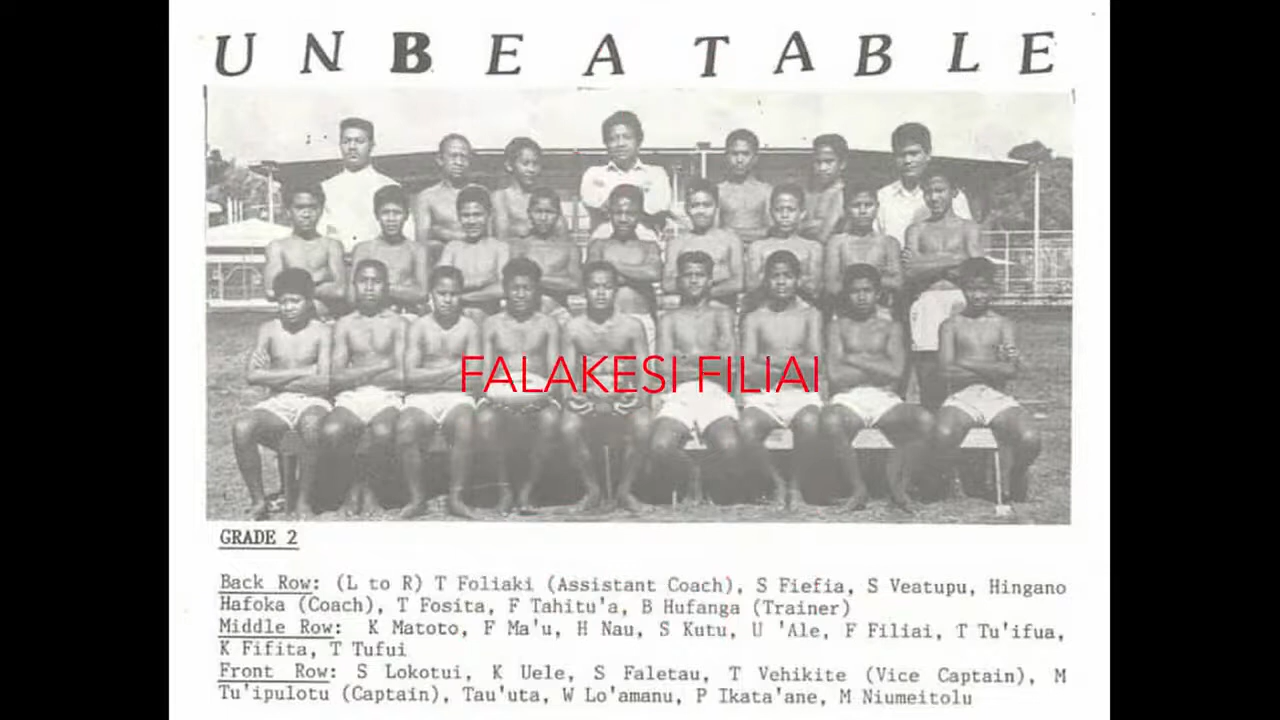 UNBEATABLE
FALAKESI FILIAI
GRADE 2
Back Row: (L to R) T Foliaki (Assistant Coach), S Fiefia, S Veatupu, Hingano
Hafoka (Coach), T Fosita, F Tahitu'a, B Hufanga (Trainer)
Middle Row: K Matoto, F Ma'u, H Nau, S Kutu, U 'Ale, F Filiai, T Tu'ifua,
K Fifita, T Tufui
Front Row: S Lokotui, K Uele, S Faletau, T Vehikite (Vice Captain), M
Tu'ipulotu (Captain), Tau'uta, W Lo'amanu, P Ikata'ane, M Niumeitolu